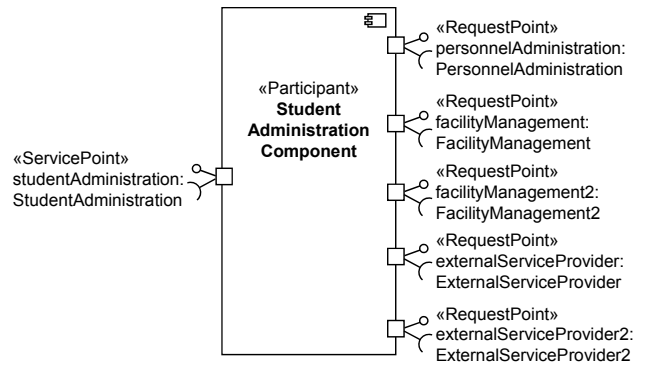 «Participant»
Student
Administration
Component
«ServicePoint»
studentAdministration:
StudentAdministration
«RequestPoint»
personnelAdministration:
PersonnelAdministration
«RequestPoint»
facilityManagement:
FacilityManagement
«RequestPoint»
facilityManagement2:
FacilityManagement2
«RequestPoint»
externalServiceProvider:
ExternalServiceProvider
«RequestPoint»
externalServiceProvider2:
ExternalServiceProvider2